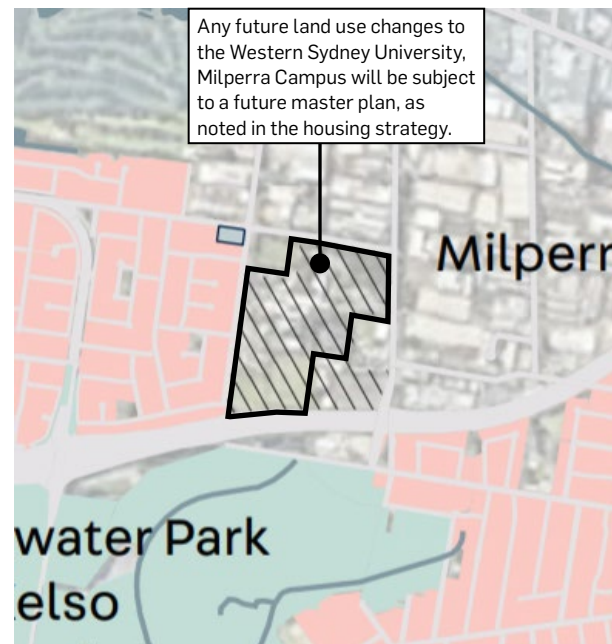 Any future land use changes to
the Western Sydney University,
Milperra Campus will be subject
to a future master plan, as
noted in the housing strategy.
Milperr
water Park
elso